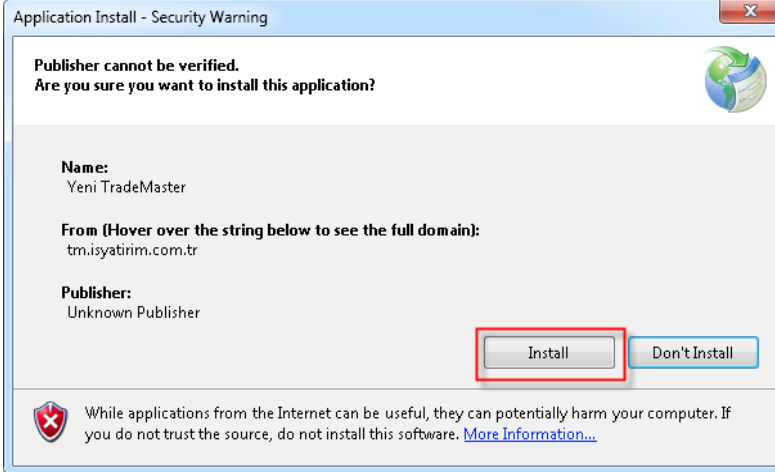 Application Install - Security Warning
Publisher cannot be verified.
Are you sure you want to install this application?
Name:
Yeni TradeMaster
From (Hover over the string below to see the full domain):
tm.isyatirim.com.tr
Publisher:
Unknown Publisher
Install
Don't Install
While applications from the Internet can be useful, they can potentially harm your computer. If
you do not trust the source, do not install this software. More Information...